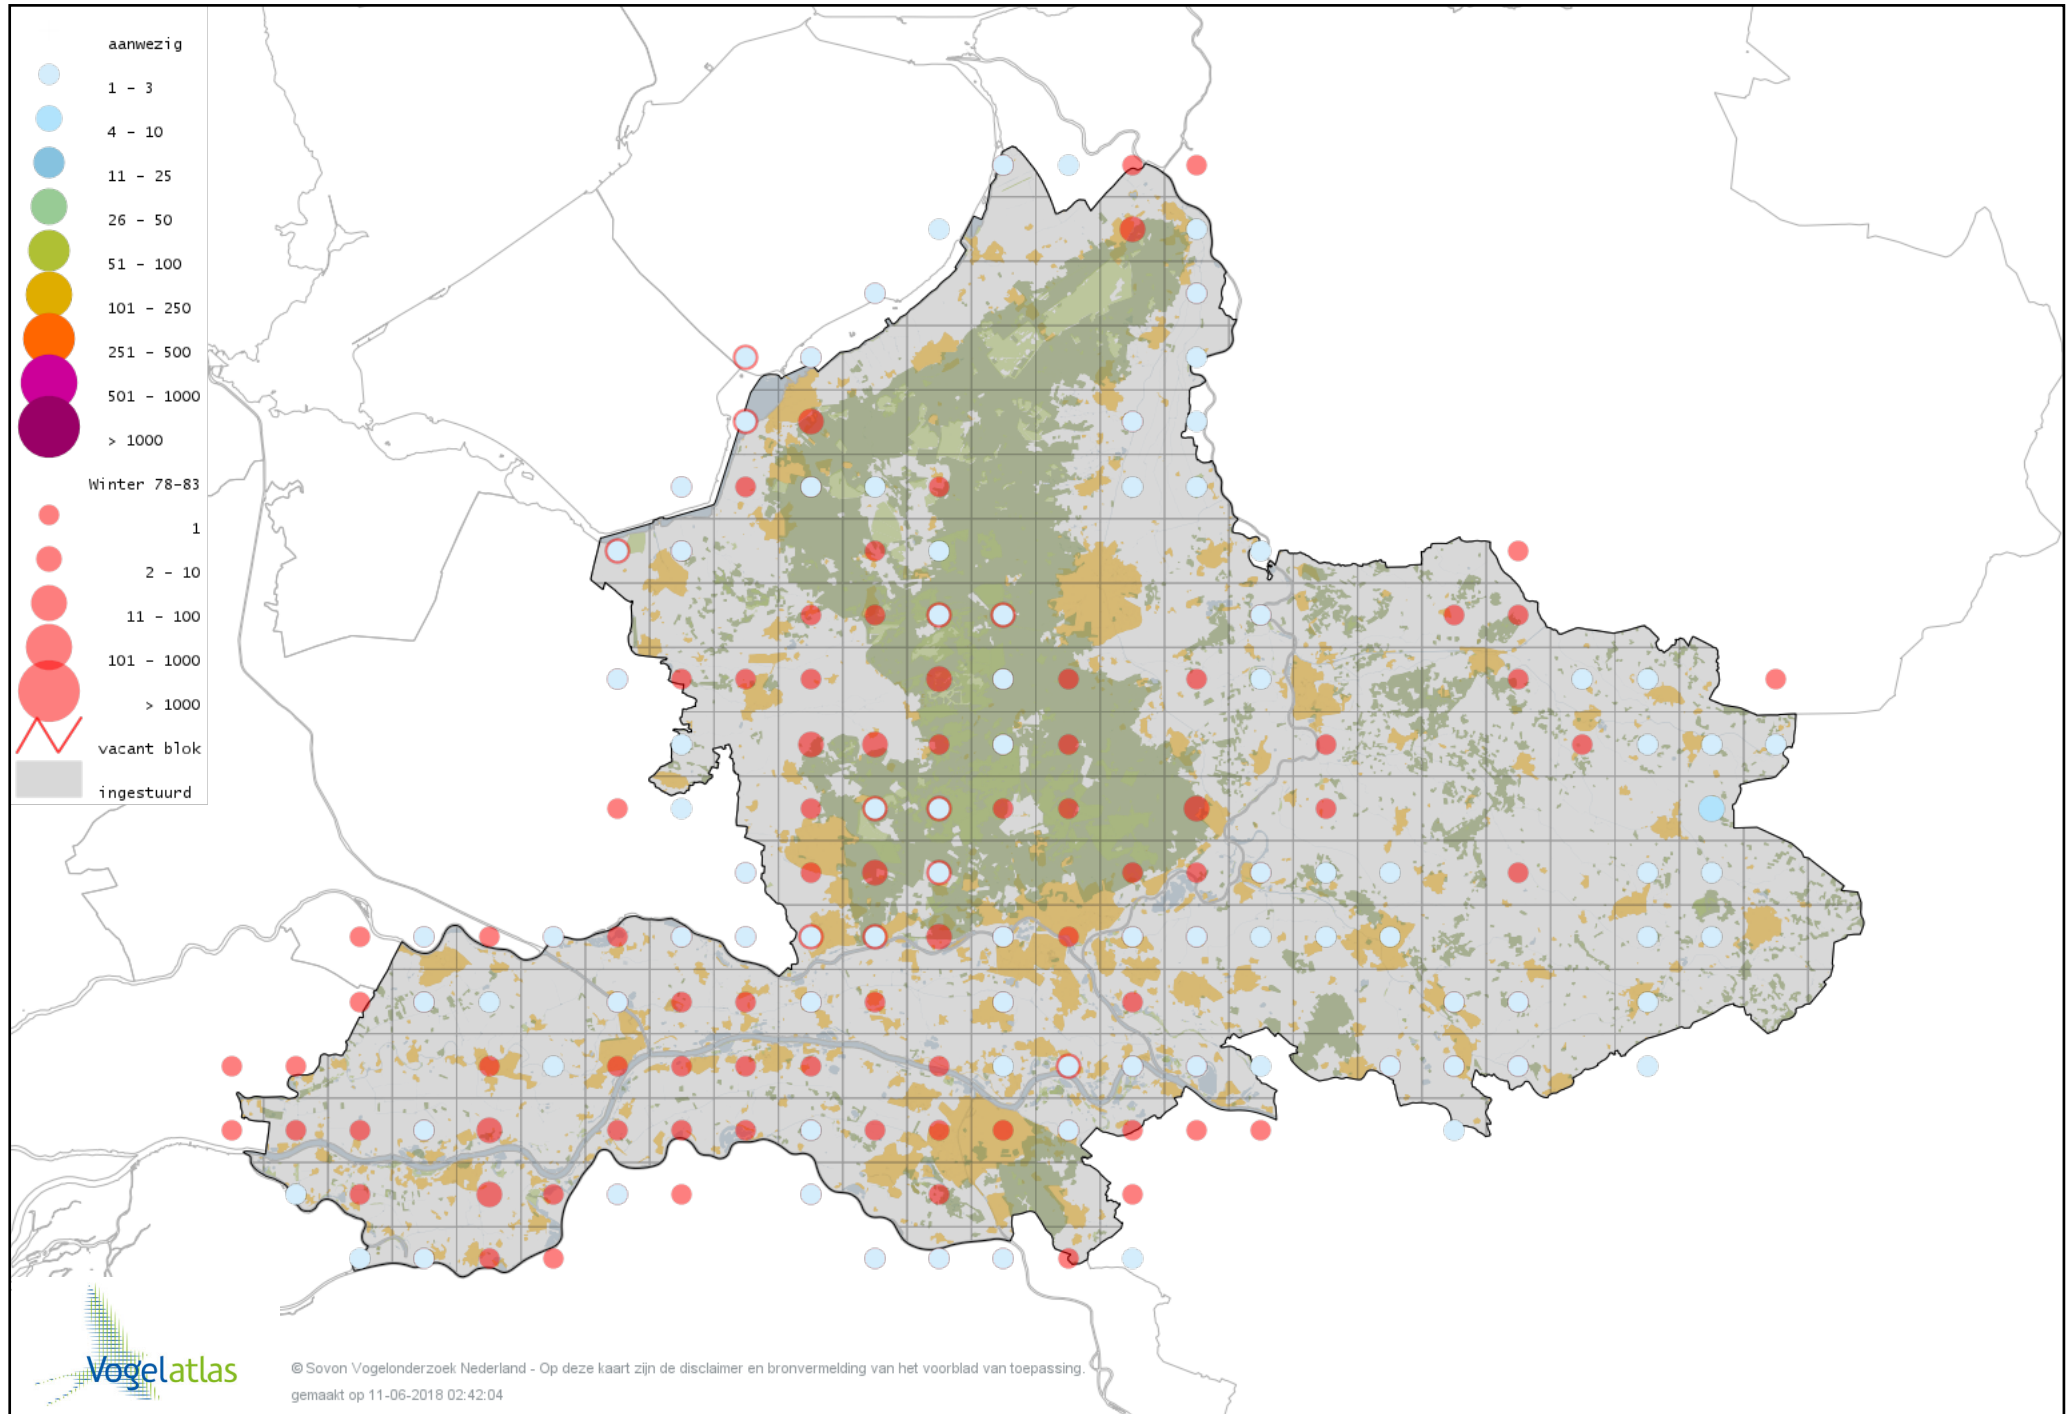 aanwezig
1 - 3
4 - 10
11 - 25
26 - 50
51 - 100
101 - 250
251 - 500
501 - 1000
> 1000
Winter 78-83
1
2 - 10
11 - 100
101 - 1000
> 1000
vacant blok
ingestuurd
Vogelatlas
© Sovon Vogelonderzoek Nederland - Op deze kaart zijn de disclaimer en bronvermelding van het voorblad van toepassing.
gemaakt op 11-06-2018 02:42:04